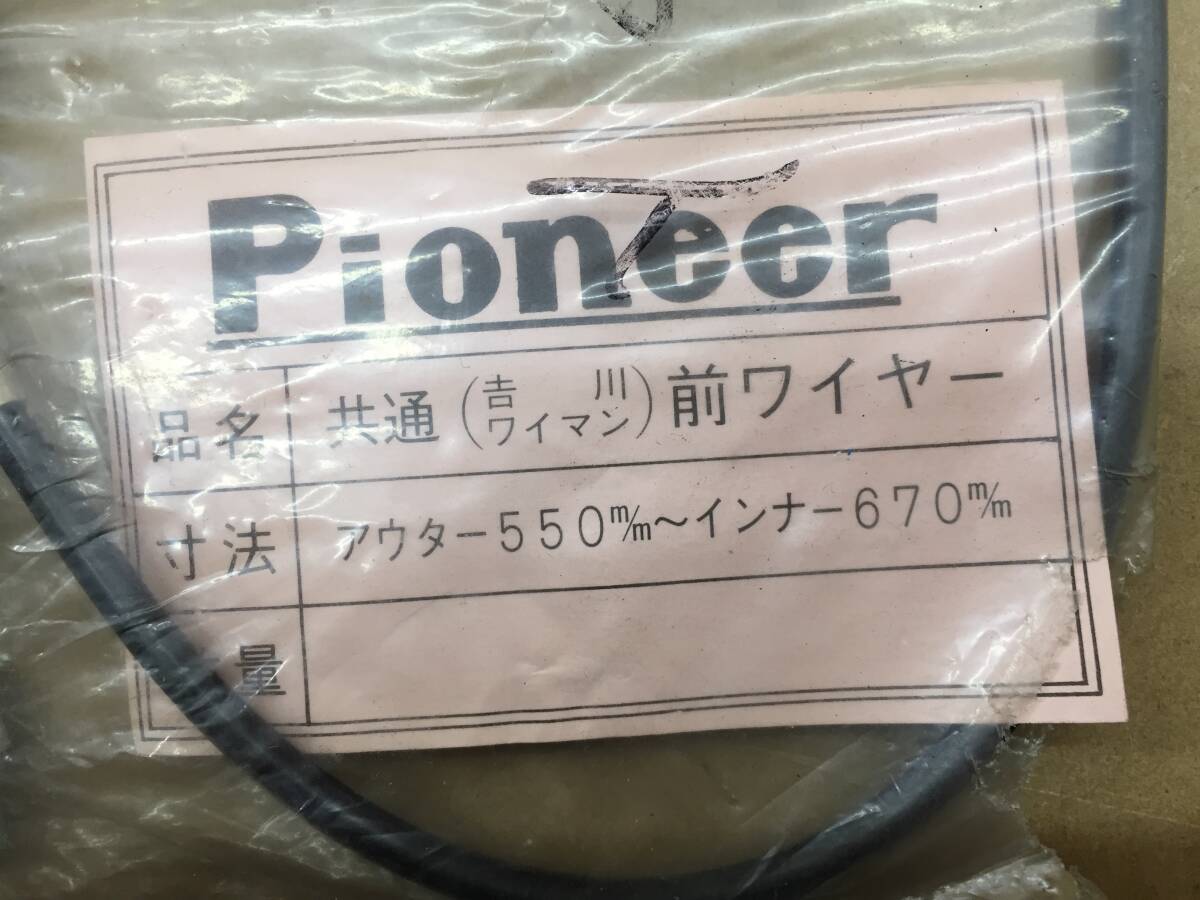 Pioneer
品名 共通(吉川ワイマン)前ワイヤー
寸法 アウター550m/m〜インナー670m/m
量